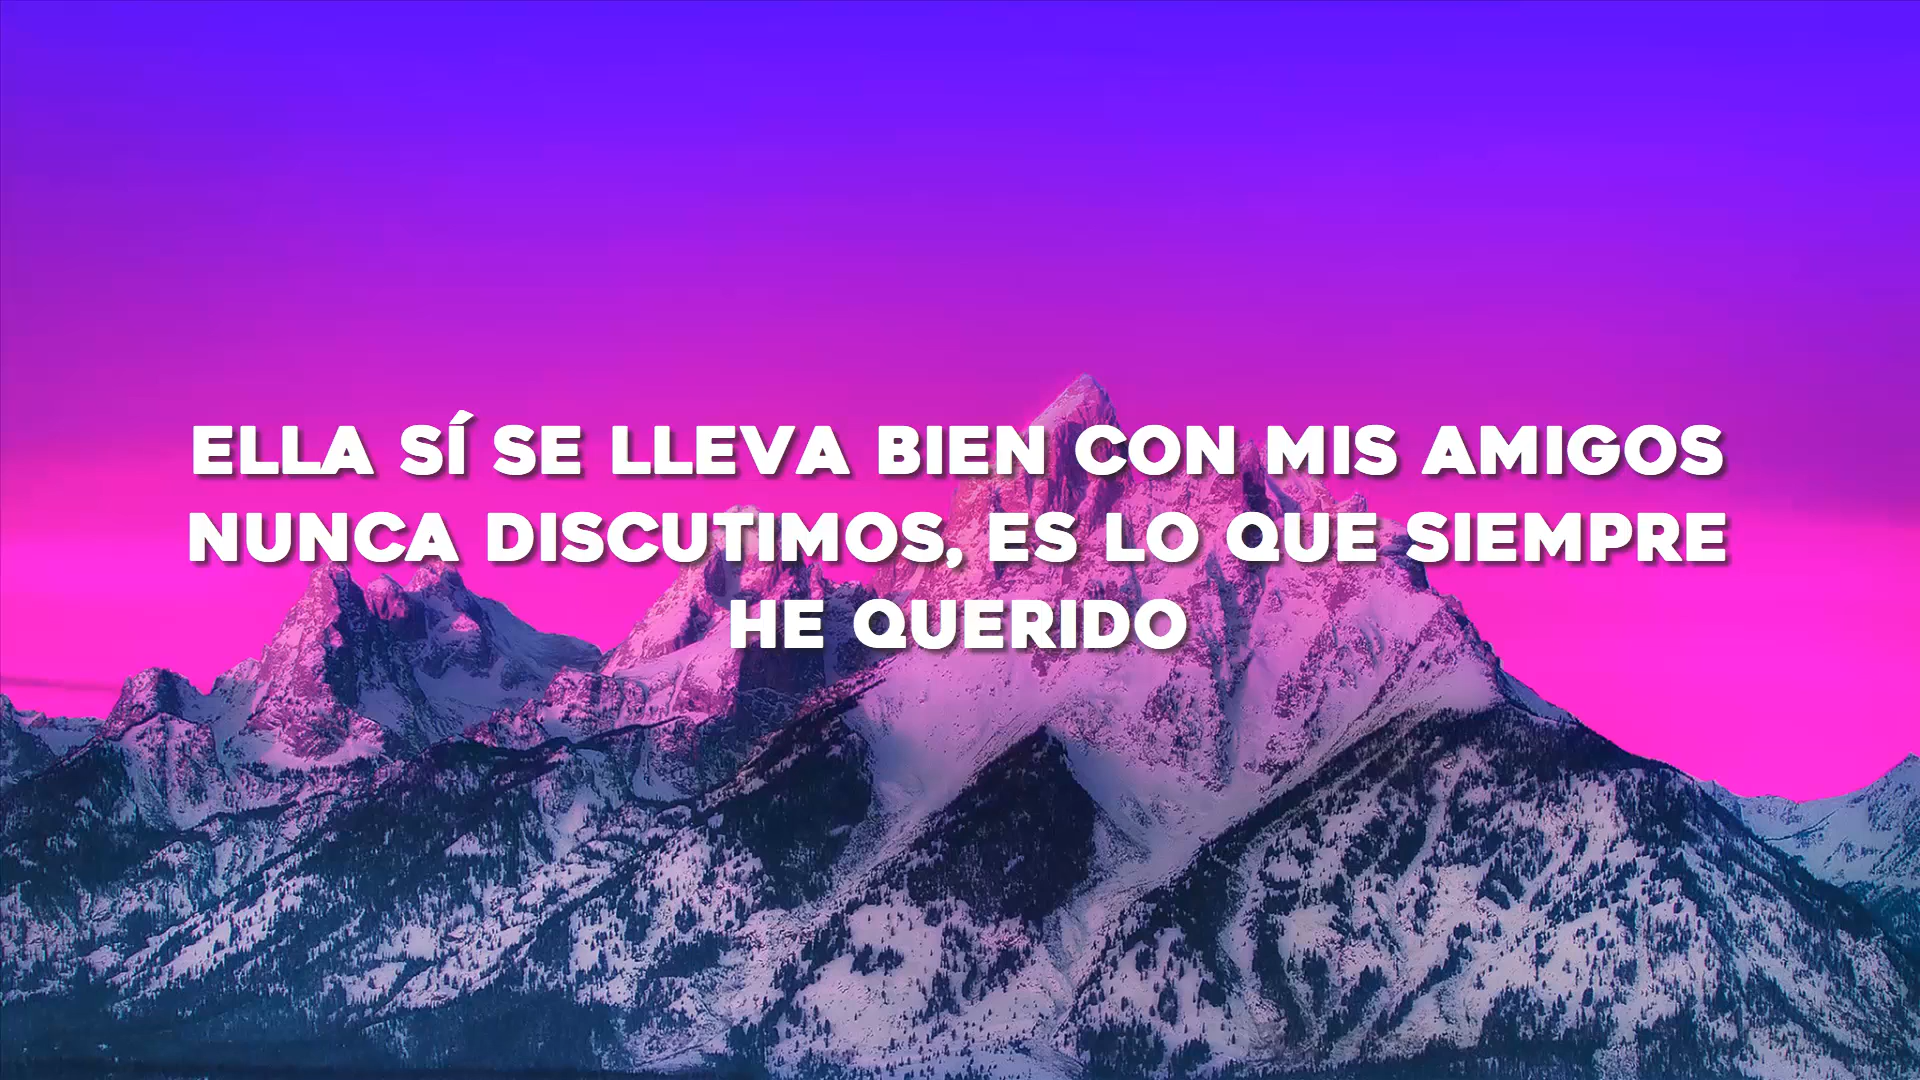 ELLA SÍ SE LLEVA BIEN CON MIS AMIGOS
NUNCA DISCUTIMOS, ES LO QUE SIEMPRE
HE QUERIDO